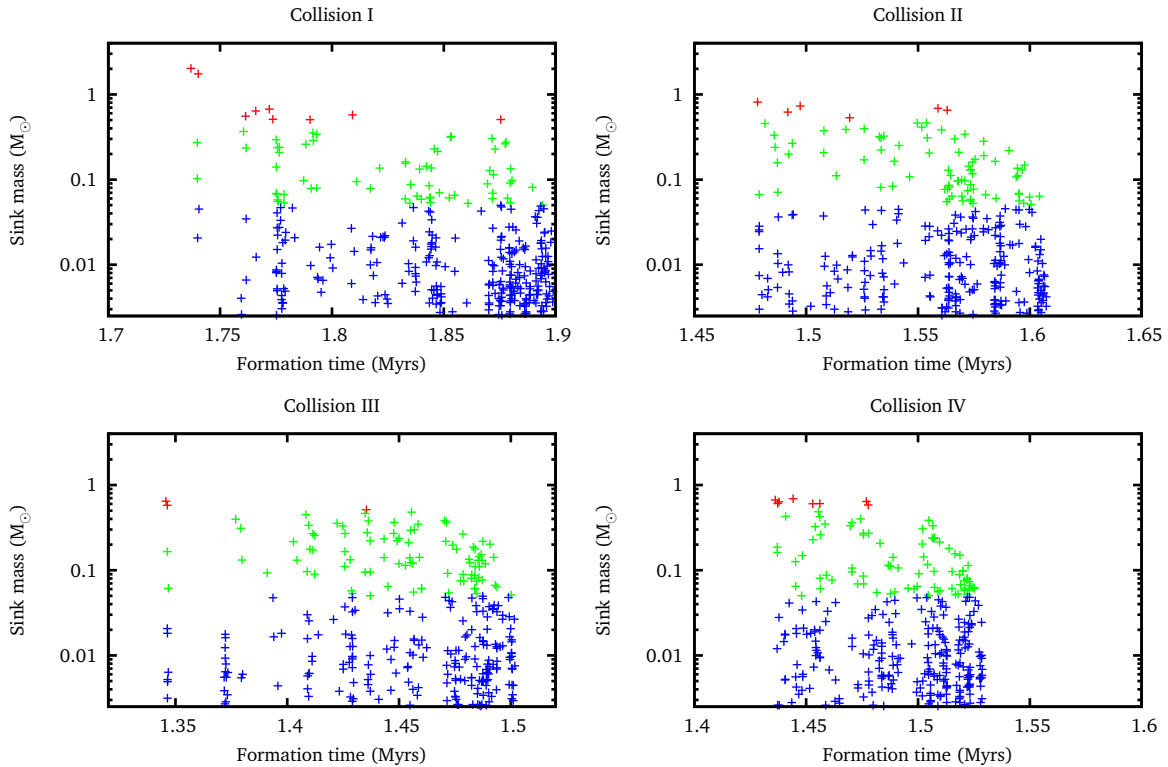 Collision I
Sink mass (M☉)
1
0.1
0.01
1.7
1.75
1.8
1.85
1.9
Formation time (Myrs)
Collision II
Sink mass (M☉)
1
0.1
0.01
1.45
1.5
1.55
1.6
1.65
Formation time (Myrs)
Collision III
Sink mass (M☉)
1
0.1
0.01
1.35
1.4
1.45
1.5
Formation time (Myrs)
Collision IV
Sink mass (M☉)
1
0.1
0.01
1.4
1.45
1.5
1.55
1.6
Formation time (Myrs)